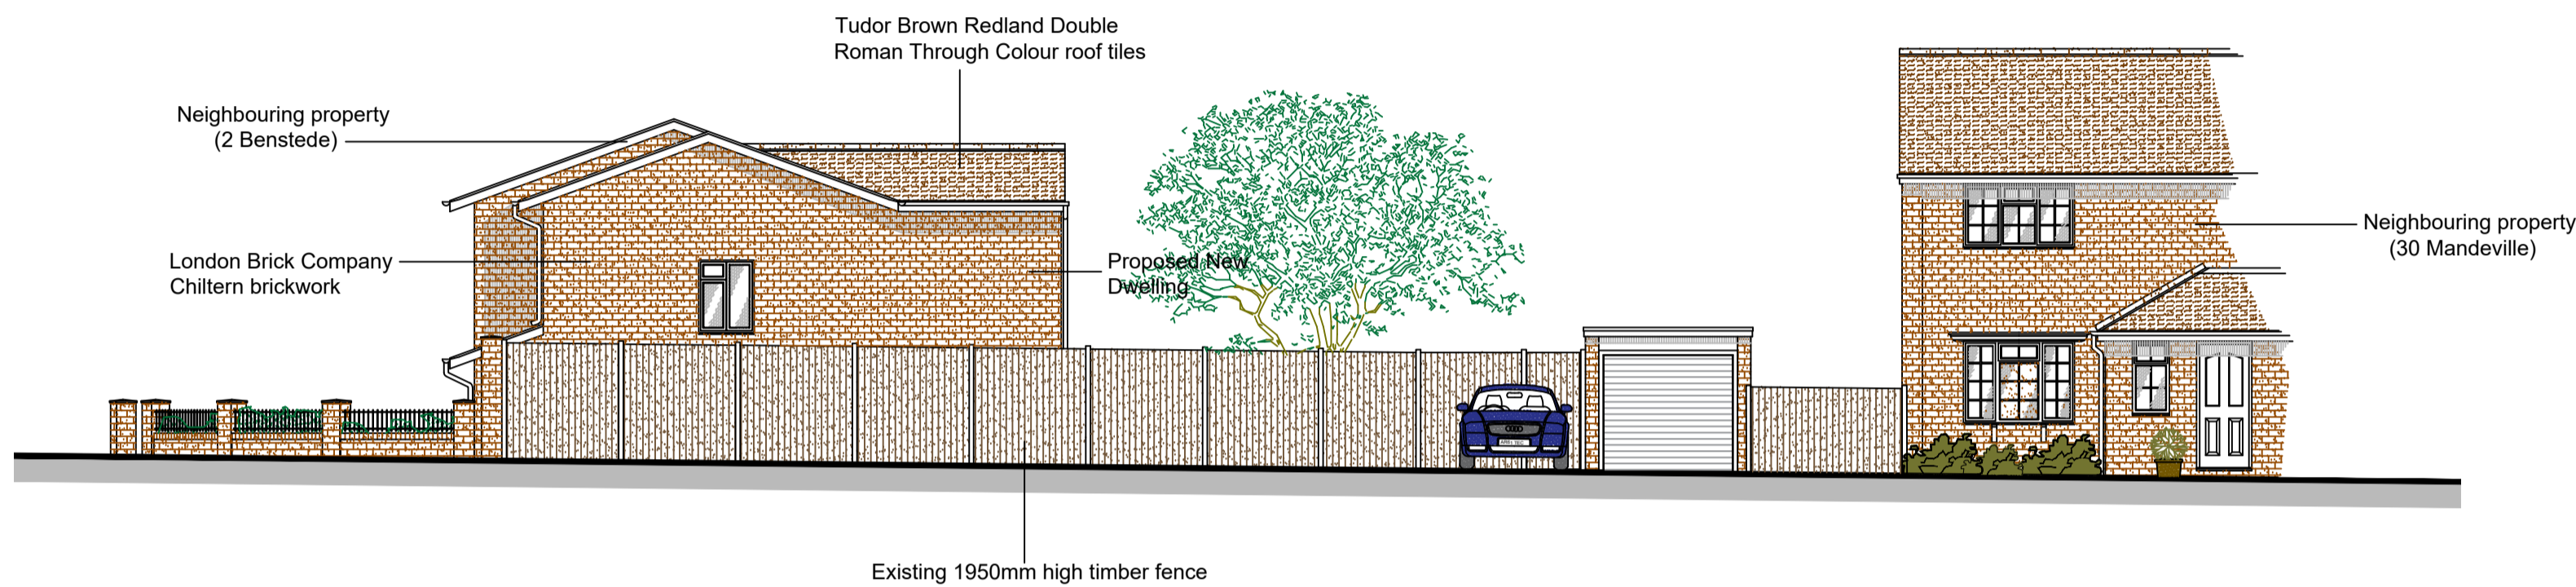 Tudor Brown Redland Double
Roman Through Colour roof tiles
Neighbouring property
(2 Benstede)
Neighbouring property
(30 Mandeville)
London Brick Company
Chiltern brickwork
Proposed New
Dwelling
Existing 1950mm high timber fence